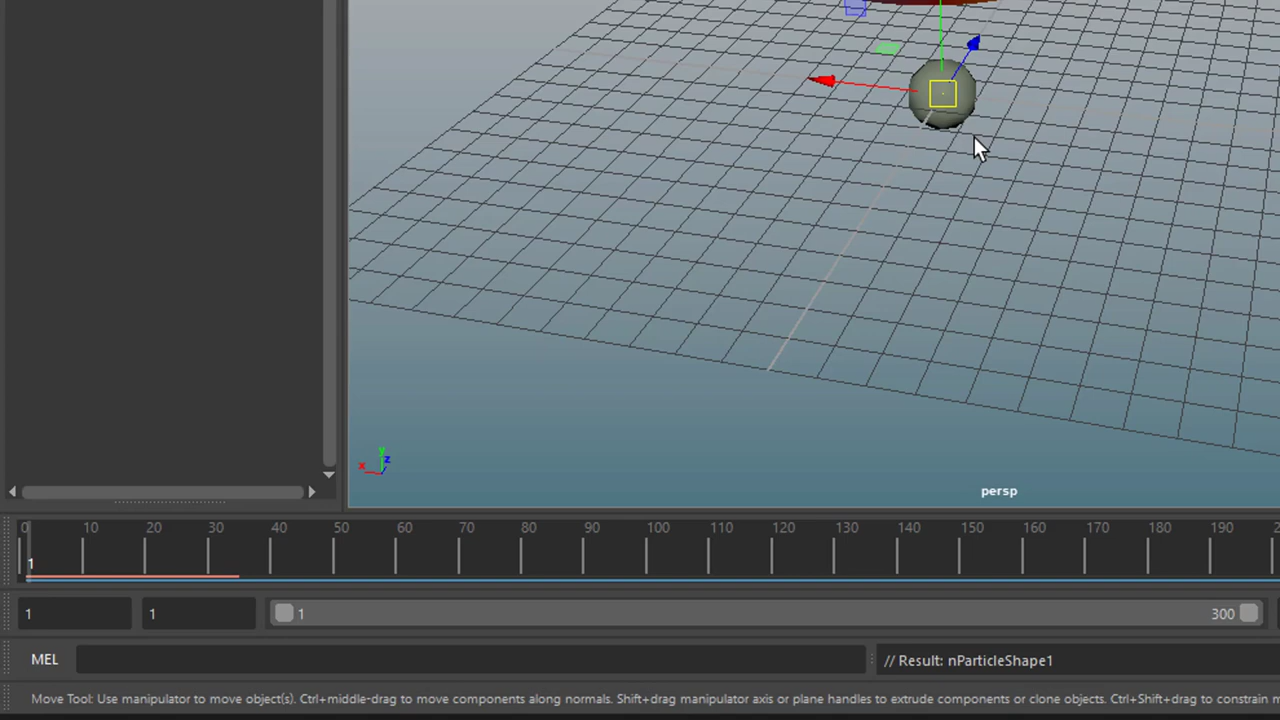 y
x z
persp
0 10 20 30 40 50 60 70 80 90 100 110 120 130 140 150 160 170 180 190 2
1
1 1 1 300
MEL // Result: nParticleShape1
Move Tool: Use manipulator to move object(s). Ctrl+middle-drag to move components along normals. Shift+drag manipulator axis or plane handles to extrude components or clone objects. Ctrl+Shift+drag to constrain